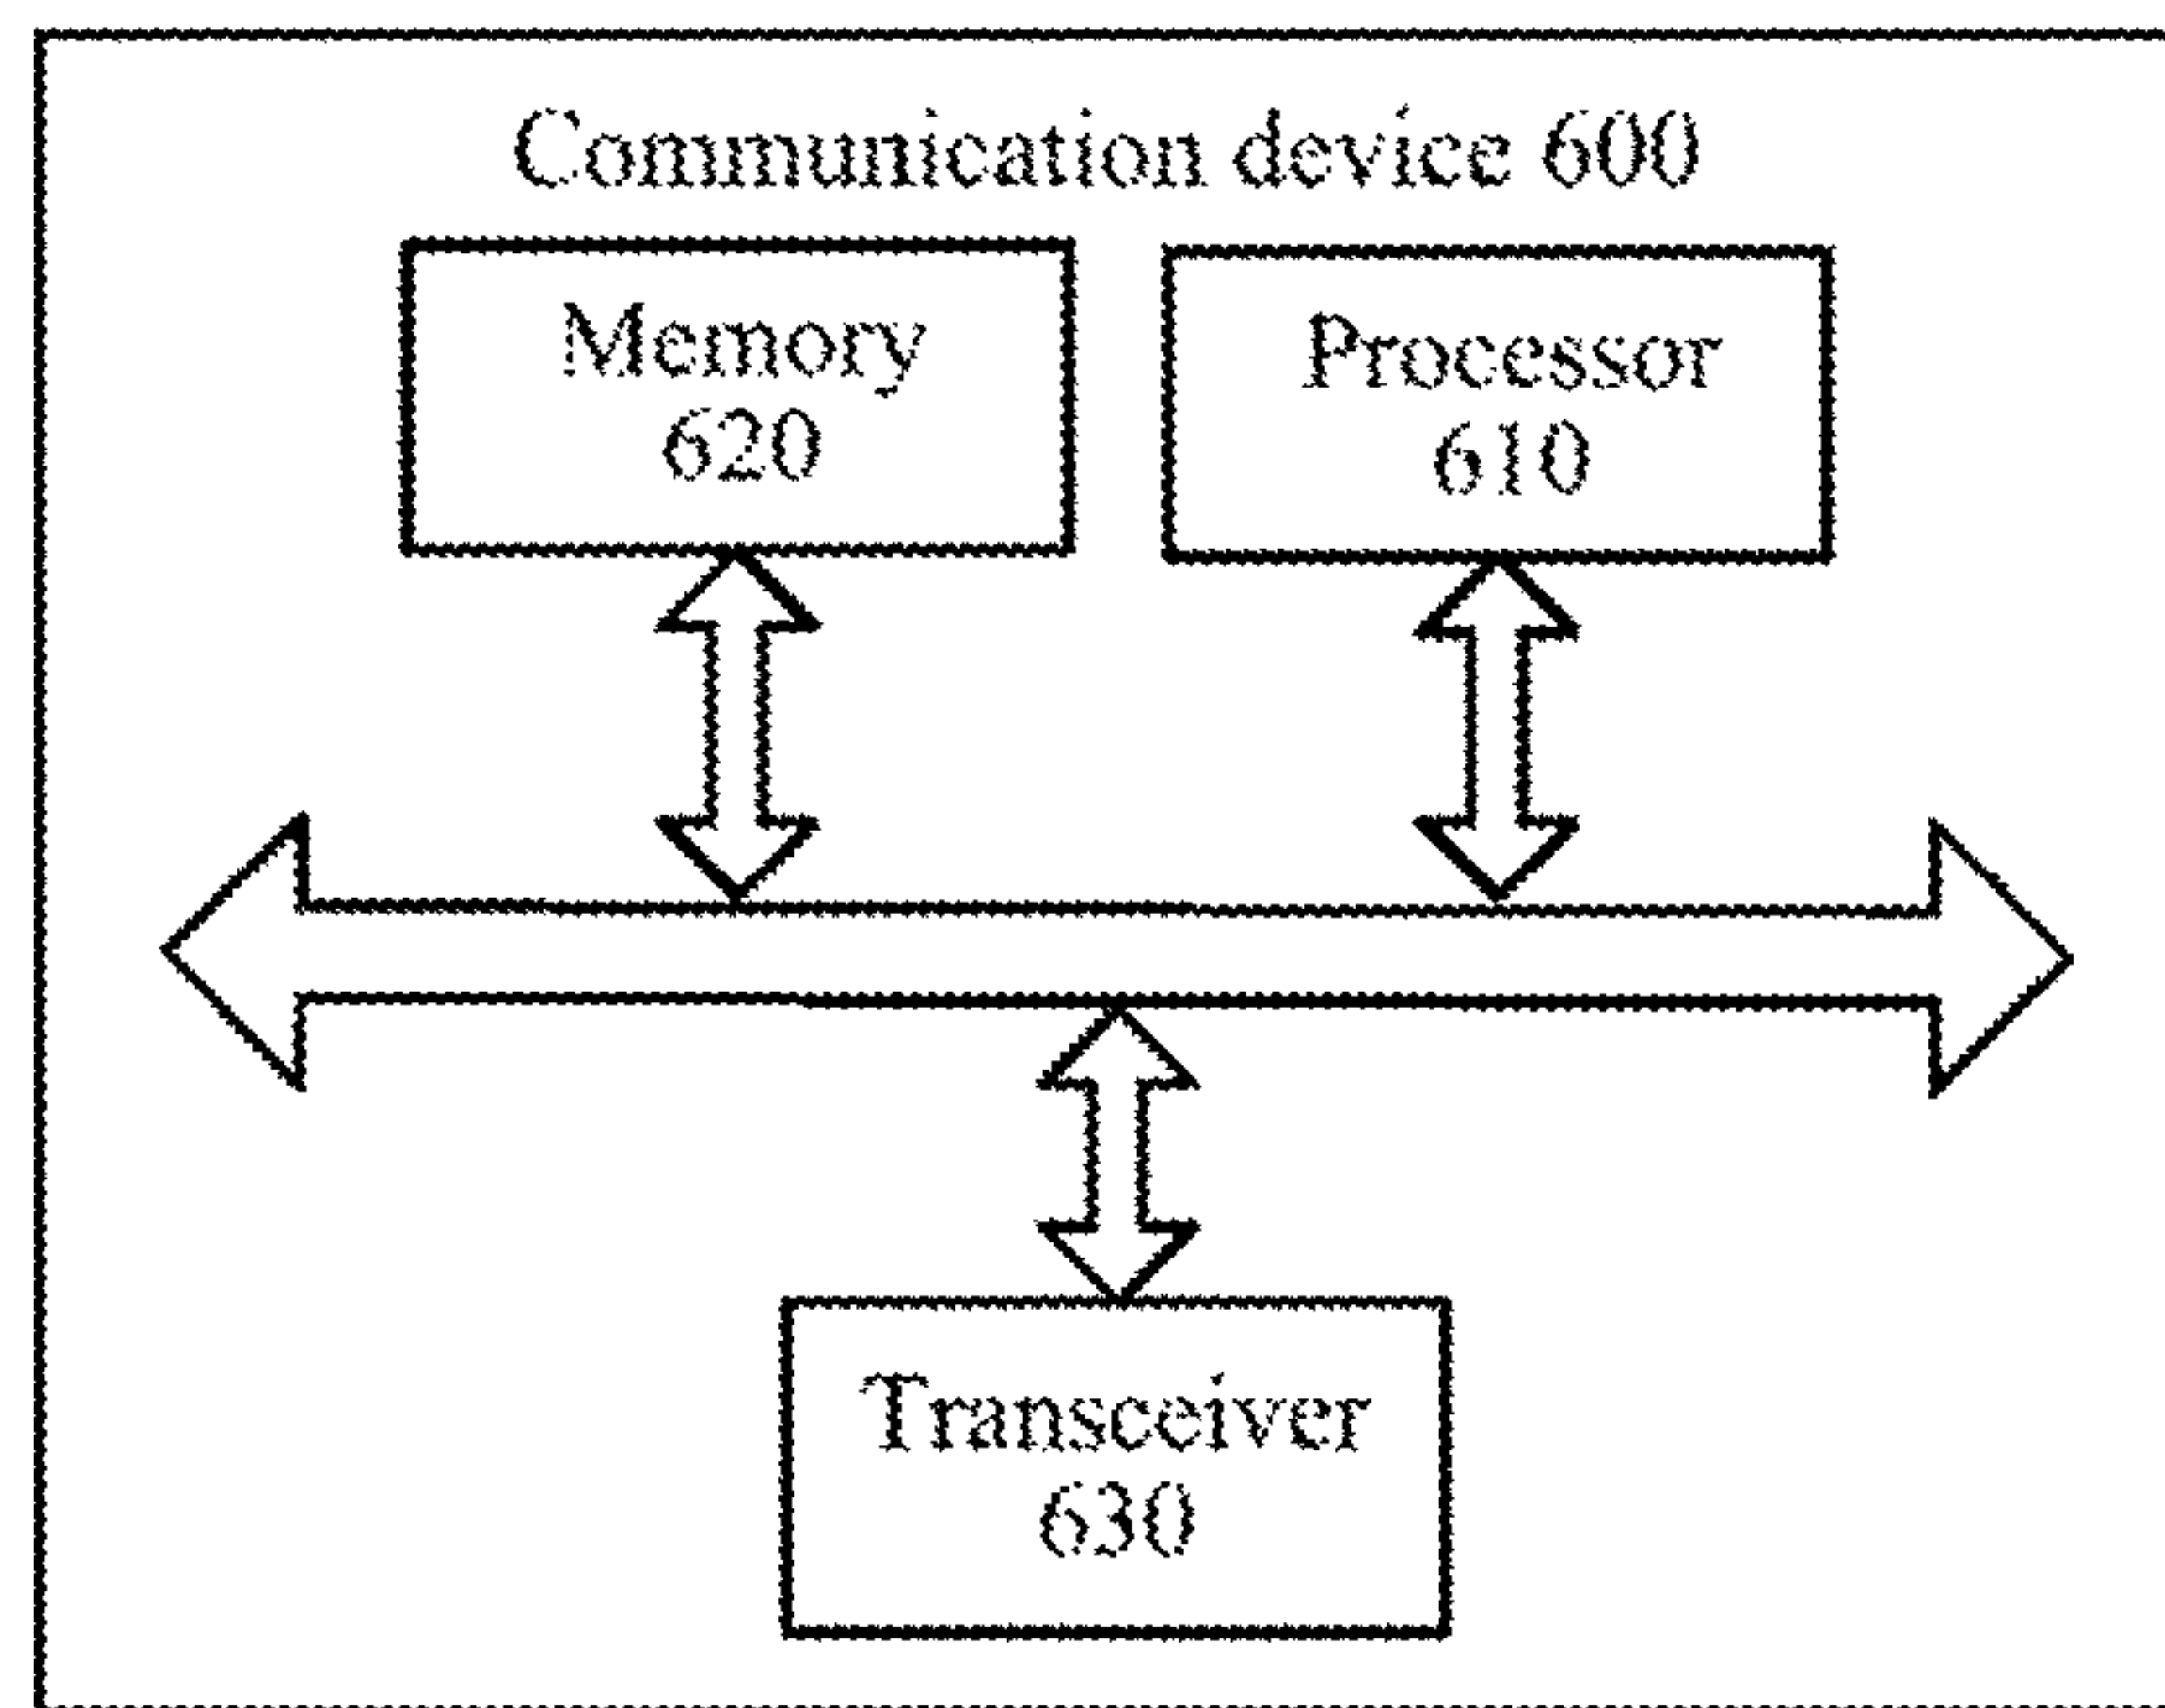 Communication device 600
Memory
620
Processor
610
Transceiver
630